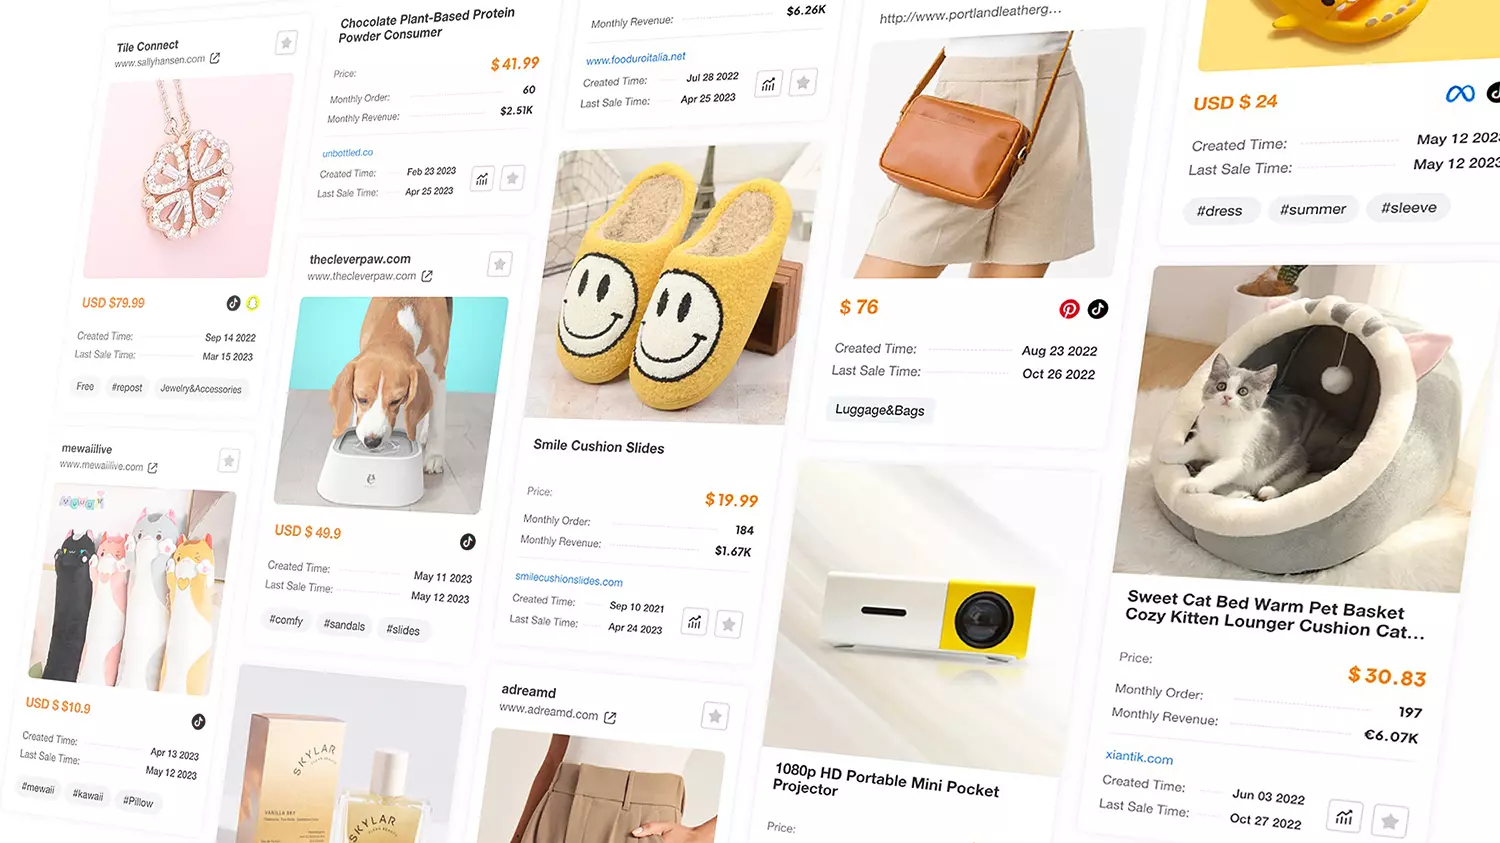 Tile Connect
www.sallyhansen.com
USD $79.99
Created Time: Sep 14 2022
Last Sale Time: Mar 15 2023
Free #repost Jewelry&Accessories
mewaiilive
www.mewaiilive.com
USD $ $10.9
Created Time: Apr 13 2023
Last Sale Time: May 12 2023
#mewaii #kawaii #Pillow
Chocolate Plant-Based Protein
Powder Consumer
Price: $ 41.99
Monthly Order: 60
Monthly Revenue: $2.51K
unbottled.co
Created Time: Feb 23 2023
Last Sale Time: Apr 25 2023
thecleverpaw.com
www.thecleverpaw.com
USD $ 49.9
Created Time: May 11 2023
Last Sale Time: May 12 2023
#comfy #sandals #slides
SKYLAR
VANILLA SKY
SKYLAR
Monthly Revenue: $6.26K
www.fooduroitalia.net
Created Time: Jul 28 2022
Last Sale Time: Apr 25 2023
Smile Cushion Slides
Price: $ 19.99
Monthly Order: 184
Monthly Revenue: $1.67K
smilecushionslides.com
Created Time: Sep 10 2021
Last Sale Time: Apr 24 2023
adreamd
www.adreamd.com
http://www.portlandleatherg...
$ 76
Created Time: Aug 23 2022
Last Sale Time: Oct 26 2022
Luggage&Bags
1080p HD Portable Mini Pocket
Projector
Price:
USD $ 24
Created Time: May 12 2023
Last Sale Time: May 12 2023
#dress #summer #sleeve
Sweet Cat Bed Warm Pet Basket
Cozy Kitten Lounger Cushion Cat...
Price: $ 30.83
Monthly Order: 197
Monthly Revenue: €6.07K
xiantik.com
Created Time: Jun 03 2022
Last Sale Time: Oct 27 2022